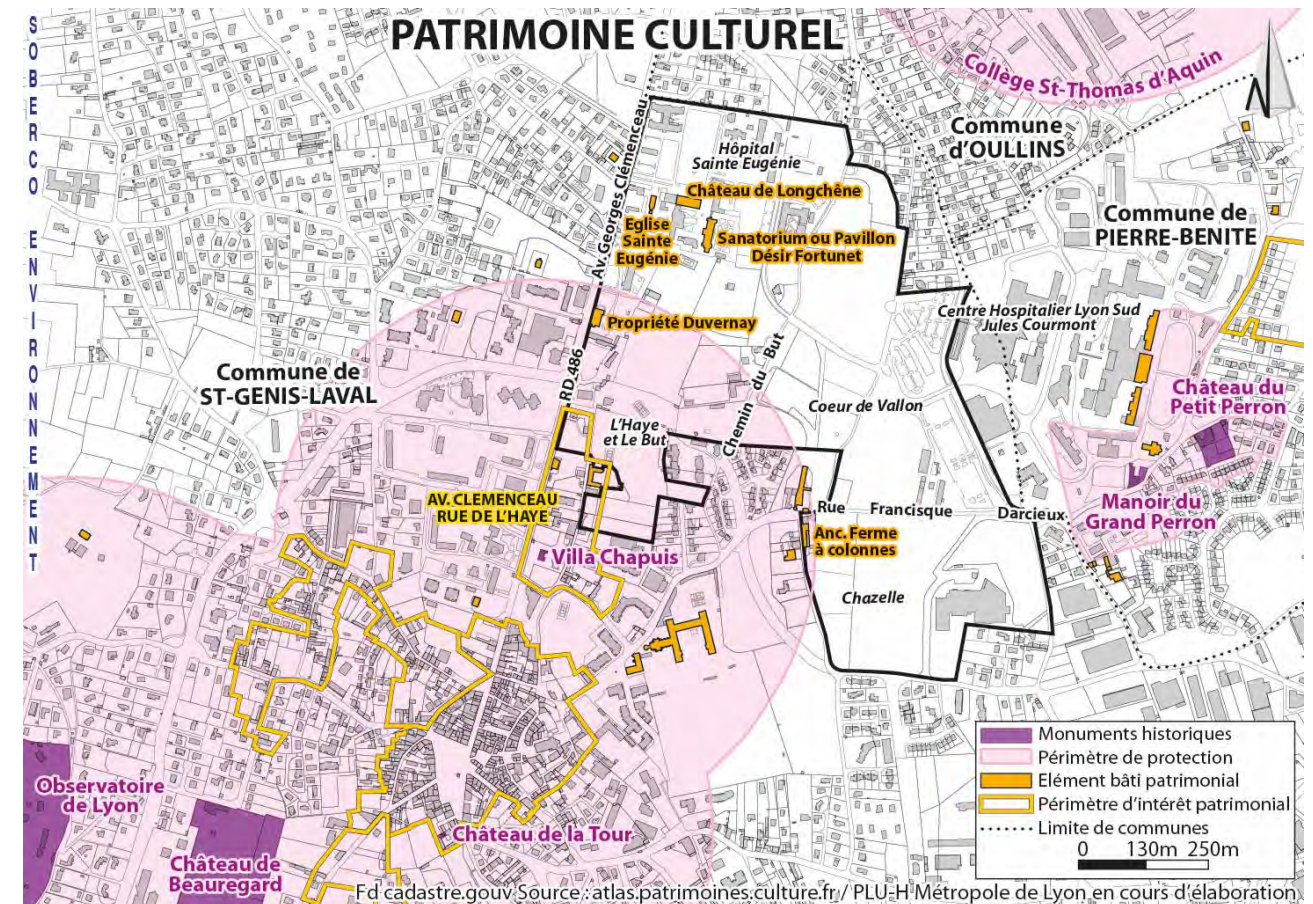 PATRIMOINE CULTUREL
SOBERCO ENVIRONNEMENT
Collège St-Thomas d'Aquin
N
Commune
d'OULLINS
Av. Georges Clémenceau
Hôpital
Sainte Eugénie
Château de Longchêne
Eglise
Sainte
Eugénie
Sanatorium ou Pavillon
Désir Fortunet
Commune de
PIERRE-BENITE
Propriété Duvernay
Centre Hospitalier Lyon Sud
Jules Courmont
Commune de
ST-GENIS-LAVAL
RD 486
Chemin du But
Château du
Petit Perron
Coeur de Vallon
L'Haye
et Le But
AV. CLEMENCEAU
RUE DE L'HAYE
Rue Francisque Darcieux
Manoir du
Grand Perron
Anc. Ferme
à colonnes
Villa Chapuis
Chazelle
Observatoire
de Lyon
Château de la Tour
Château de
Beauregard
Monuments historiques
Périmètre de protection
Elément bâti patrimonial
Périmètre d'intérêt patrimonial
Limite de communes
0 130m 250m
Fd cadastre.gouv Source : atlas.patrimoines.culture.fr / PLU-H Métropole de Lyon en cours d'élaboration